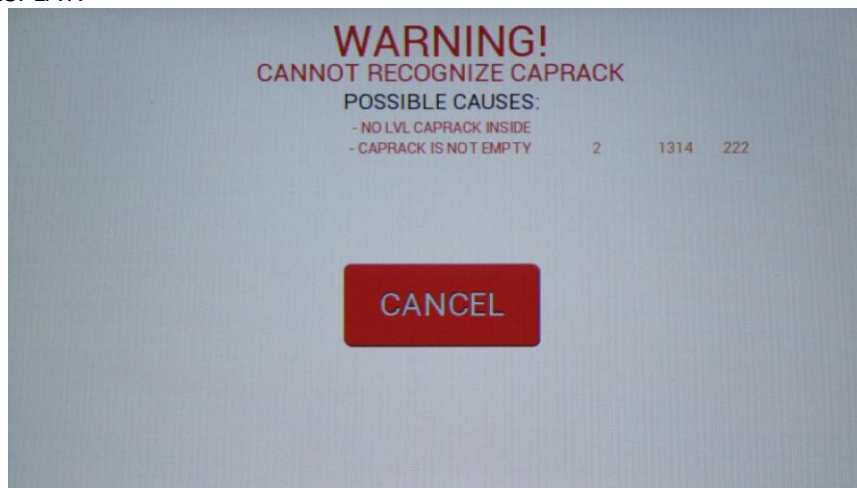 WARNING!
CANNOT RECOGNIZE CAPRACK
POSSIBLE CAUSES:
- NO LVL CAPRACK INSIDE
- CAPRACK IS NOT EMPTY 2 1314 222
CANCEL